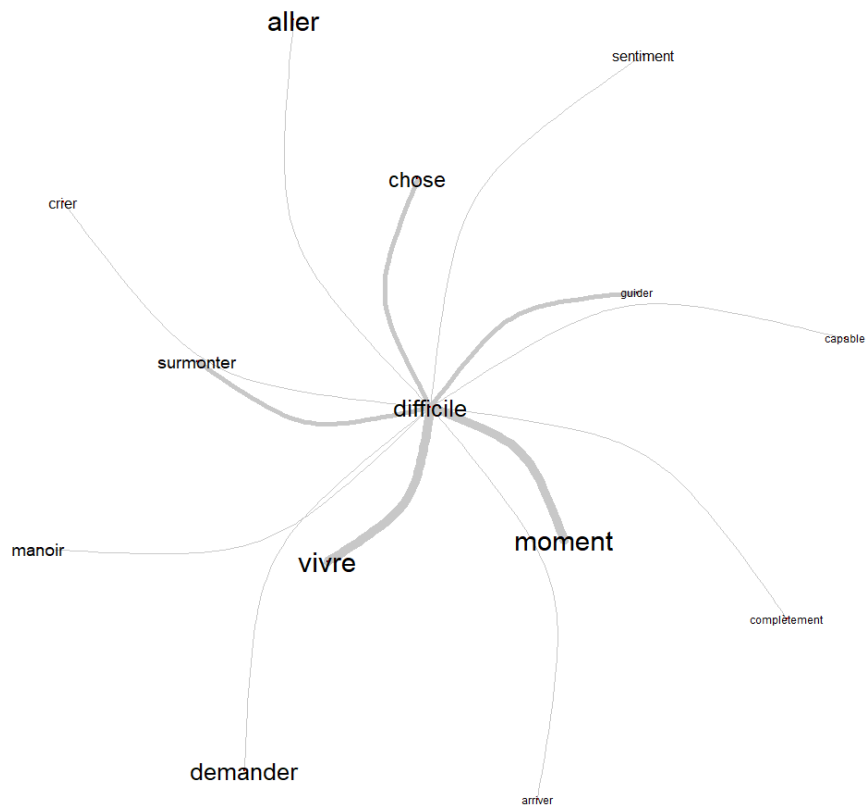 aller
sentiment
chose
crier
guider
capable
surmonter
difficile
moment
manoir
vivre
complètement
demander
arriver